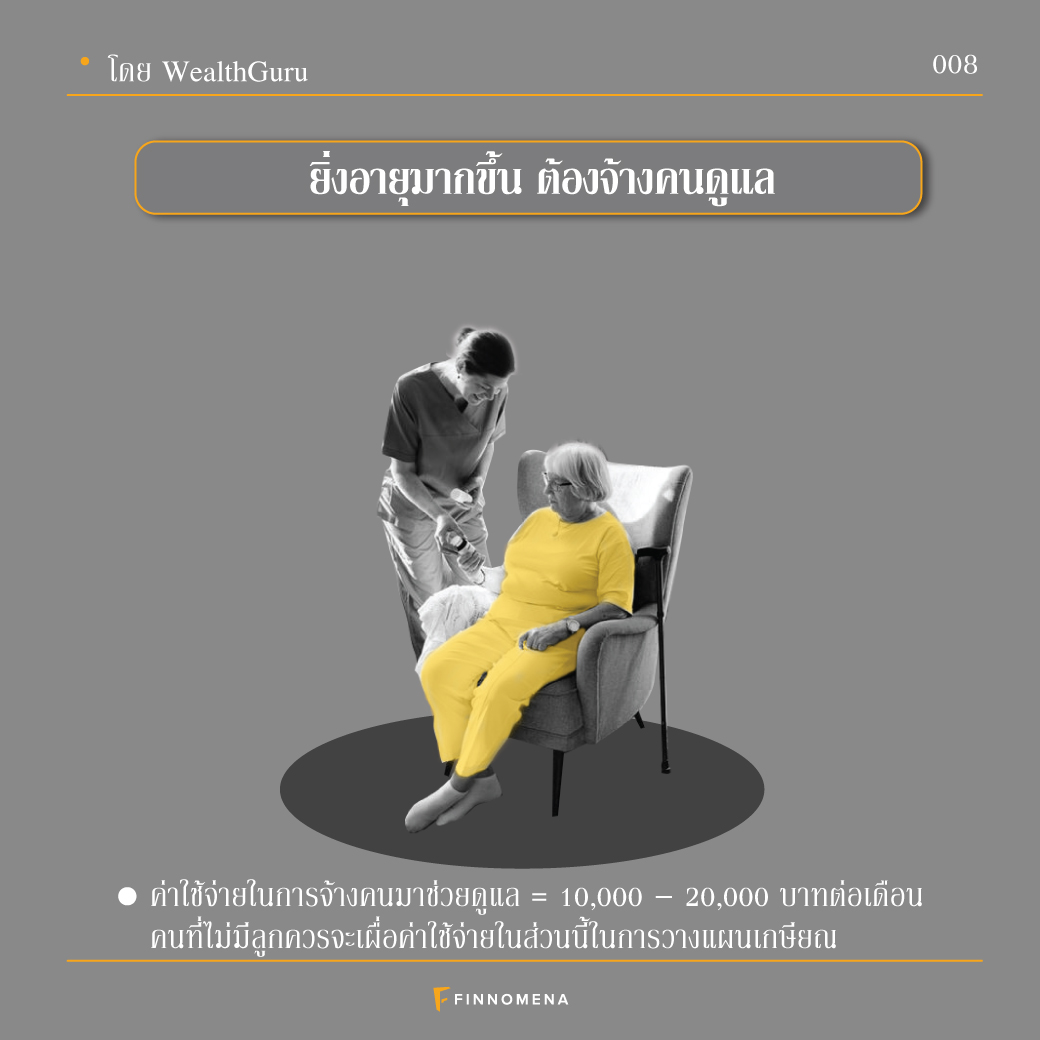 โดย WealthGuru
008
ยิ่งอายุมากขึ้น ต้องจ้างคนดูแล
ค่าใช้จ่ายในการจ้างคนมาช่วยดูแล = 10,000 – 20,000 บาทต่อเดือน
คนที่ไม่มีลูกควรจะเผื่อค่าใช้จ่ายในส่วนนี้ในการวางแผนเกษียณ
FINNOMENA